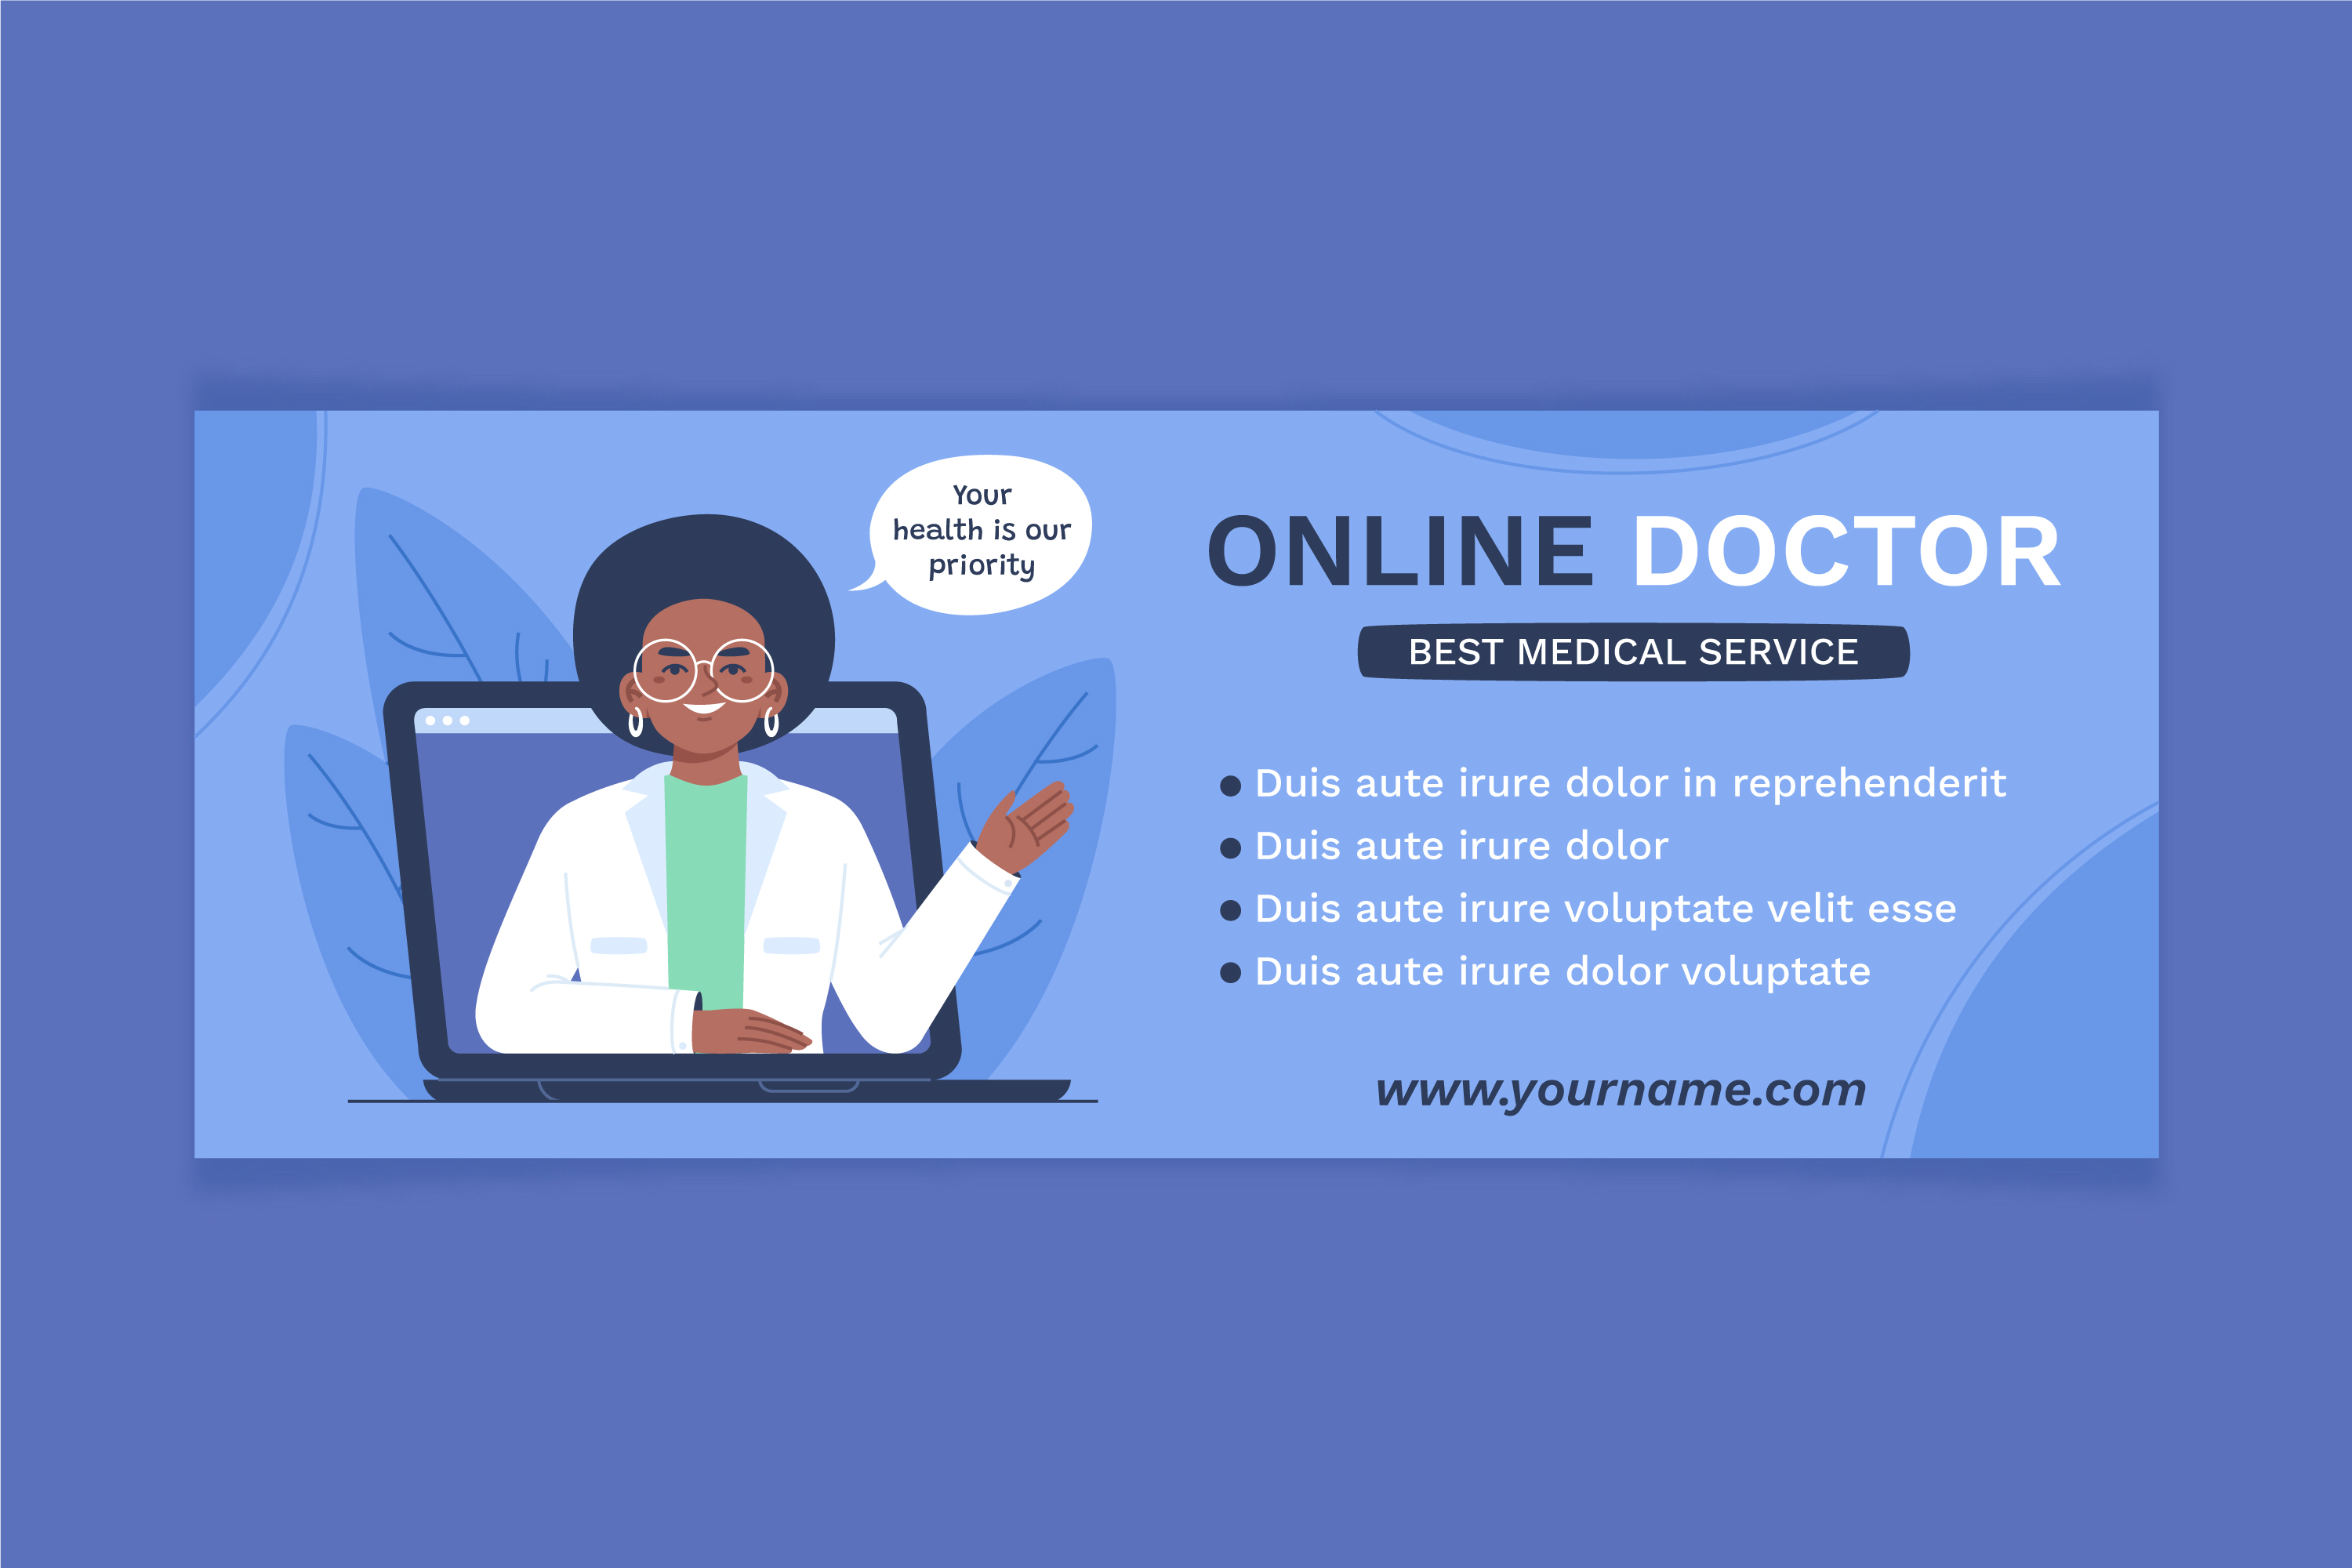 Your
health is our
priority
ONLINE DOCTOR
BEST MEDICAL SERVICE
Duis aute irure dolor in reprehenderit
Duis aute irure dolor
Duis aute irure voluptate velit esse
Duis aute irure dolor voluptate
www.yourname.com